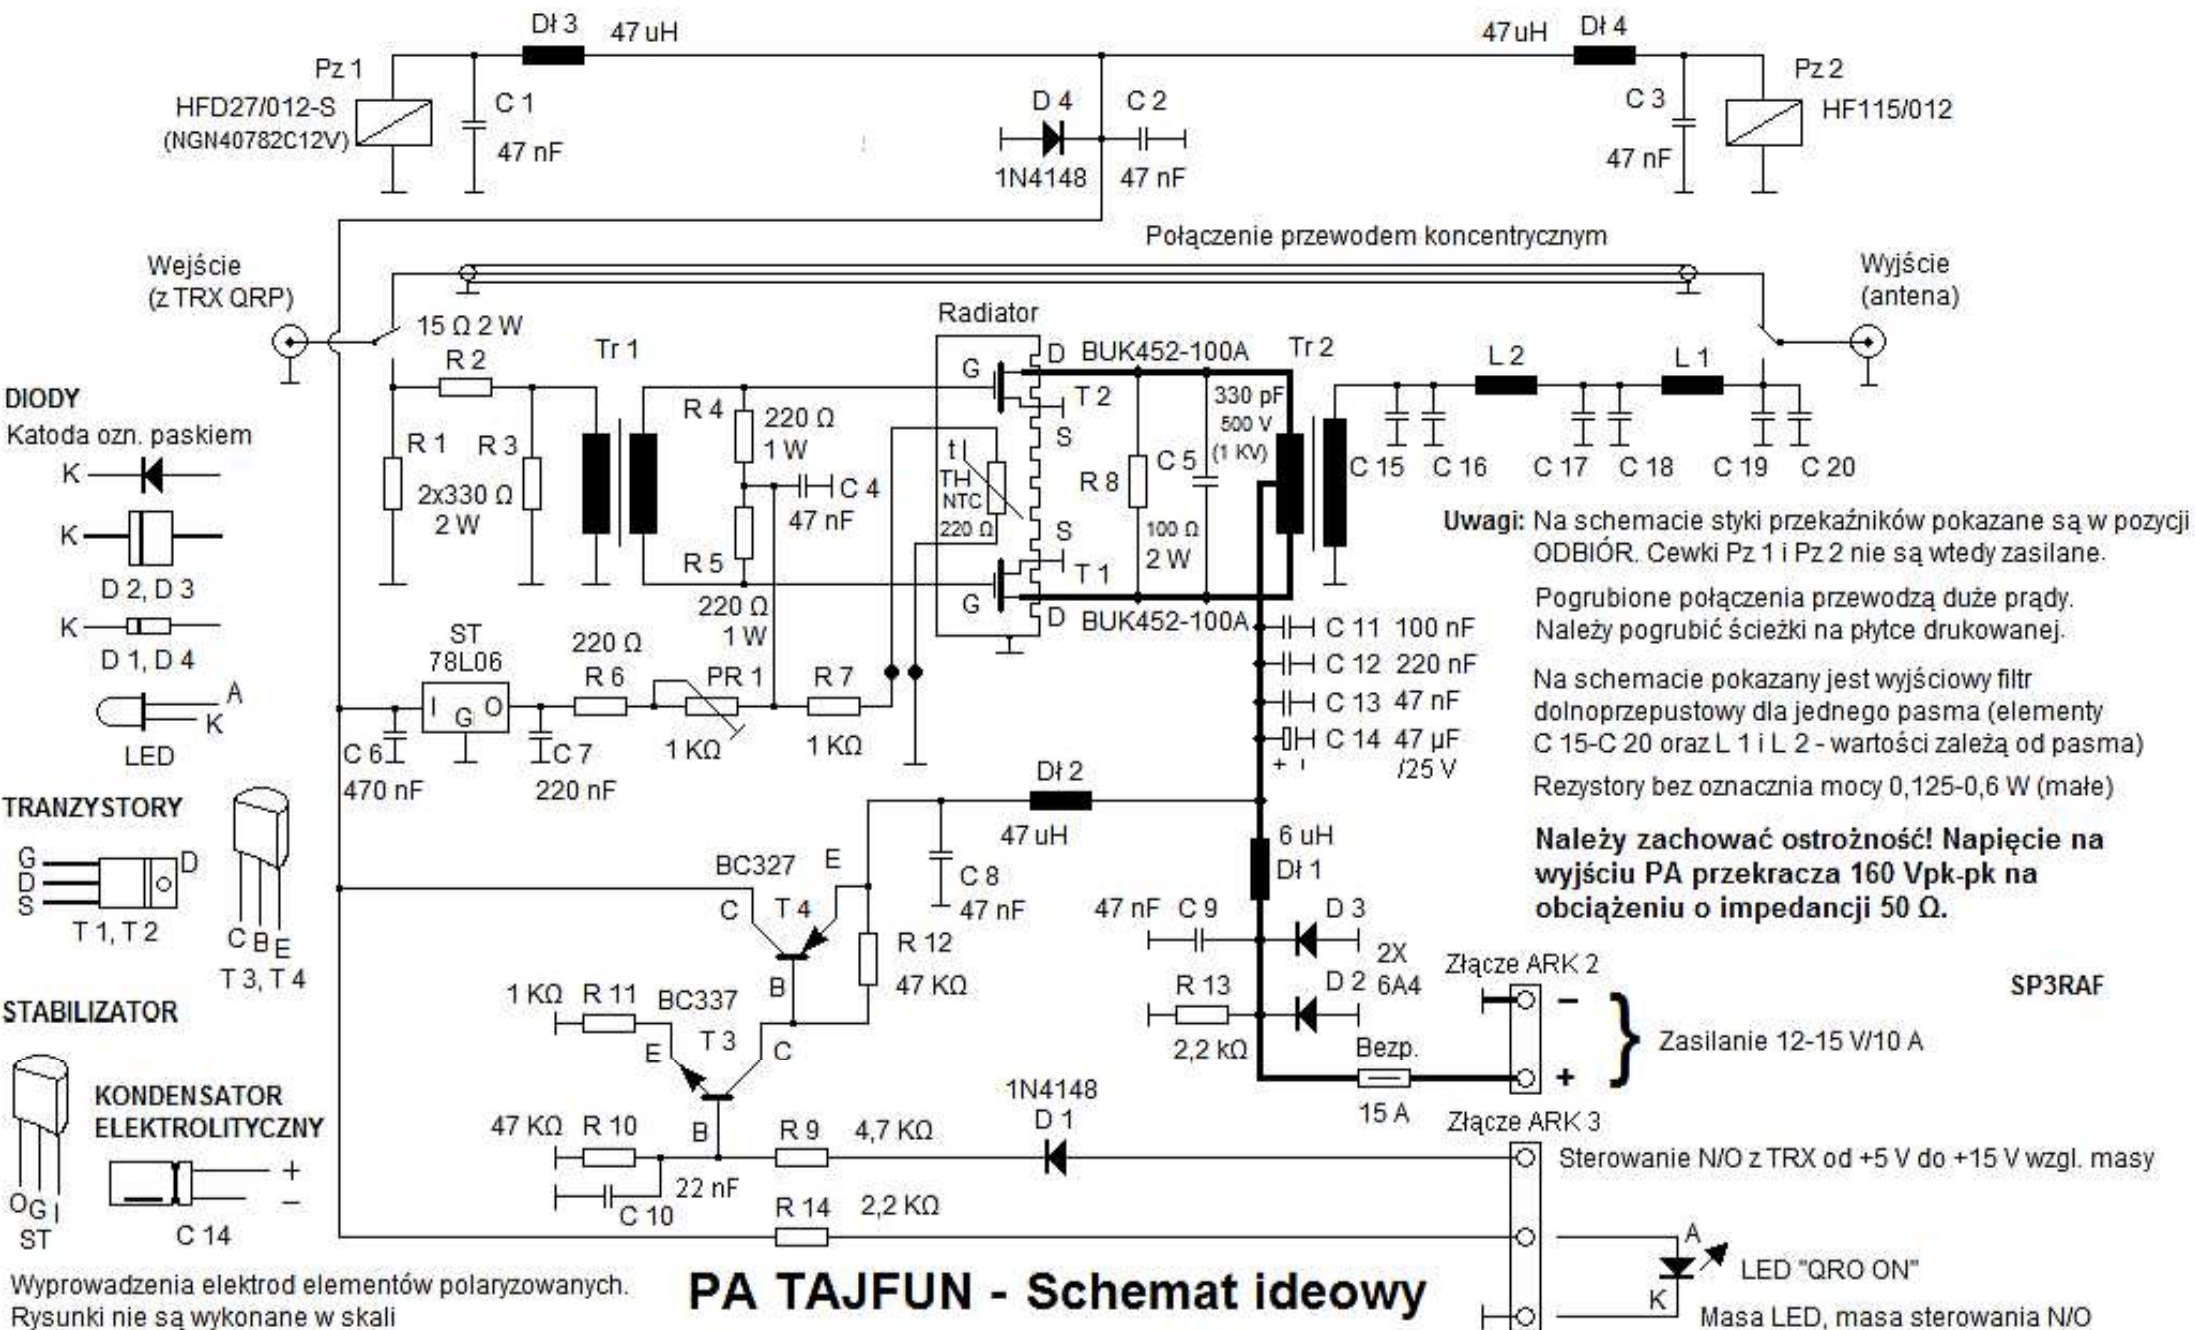 Dł 3
47 uH
47uH
Dł 4
Pz 1
HFD27/012-S
(NGN40782C12V)
C 1
47 nF
D 4
1N4148
C 2
47 nF
C 3
47 nF
Pz 2
HF115/012
Połączenie przewodem koncentrycznym
Wejście
(z TRX QRP)
Wyjście
(antena)
15 Ω 2 W
R 2
Tr 1
Radiator
R 1
R 3
2x330 Ω
2 W
R 4
220 Ω
1 W
C 4
47 nF
R 5
220 Ω
1 W
G
D
BUK452-100A
T 2
S
t
TH
NTC
220 Ω
S
T 1
G
D
BUK452-100A
R 8
100 Ω
2 W
C 5
330 pF
500 V
(1 KV)
Tr 2
L 2
L 1
C 15
C 16
C 17
C 18
C 19
C 20
DIODY
Katoda ozn. paskiem
K
K
D 2, D 3
K
D 1, D 4
A
K
LED
Uwagi: Na schemacie styki przekaźników pokazane są w pozycji
ODBIÓR. Cewki Pz 1 i Pz 2 nie są wtedy zasilane.
Pogrubione połączenia przewodzą duże prądy.
Należy pogrubić ścieżki na płytce drukowanej.
Na schemacie pokazany jest wyjściowy filtr
dolnoprzepustowy dla jednego pasma (elementy
C 15-C 20 oraz L 1 i L 2 - wartości zależą od pasma)
Rezystory bez oznacznia mocy 0,125-0,6 W (małe)
Należy zachować ostrożność! Napięcie na
wyjściu PA przekracza 160 Vpk-pk na
obciążeniu o impedancji 50 Ω.
ST
78L06
I
G
O
C 6
470 nF
C 7
220 nF
220 Ω
R 6
PR 1
1 KΩ
R 7
1 KΩ
C 11 100 nF
C 12 220 nF
C 13 47 nF
C 14 47 µF
/25 V
+
Dł 2
47 uH
6 uH
Dł 1
TRANZYSTORY
G
D
S
D
T 1, T 2
C
B
E
T 3, T 4
BC327
E
C
T 4
B
C 8
47 nF
R 12
47 KΩ
47 nF
C 9
D 3
2X
6A4
D 2
R 13
2,2 kΩ
Bezp.
15 A
Złącze ARK 2
−
+
Zasilanie 12-15 V/10 A
SP3RAF
1 KΩ
R 11
BC337
T 3
E
C
B
STABILIZATOR
O
G
I
ST
KONDENSATOR
ELEKTROLITYCZNY
+
−
C 14
47 KΩ
R 10
C 10
22 nF
R 9
4,7 KΩ
1N4148
D 1
R 14
2,2 KΩ
Złącze ARK 3
Sterowanie N/O z TRX od +5 V do +15 V wzgl. masy
A
LED "QRO ON"
K
Masa LED, masa sterowania N/O
Wyprowadzenia elektrod elementów polaryzowanych.
Rysunki nie są wykonane w skali
PA TAJFUN - Schemat ideowy